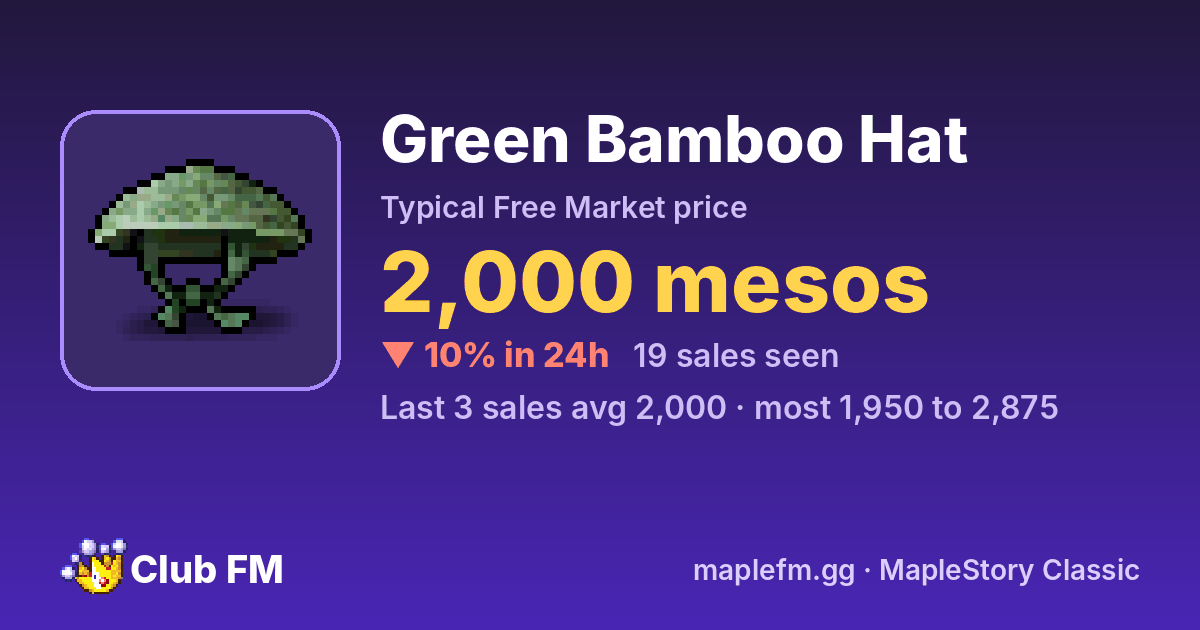 Green Bamboo Hat
Typical Free Market price
2,000 mesos
▼ 10% in 24h 19 sales seen
Last 3 sales avg 2,000 · most 1,950 to 2,875
Club FM
maplefm.gg · MapleStory Classic